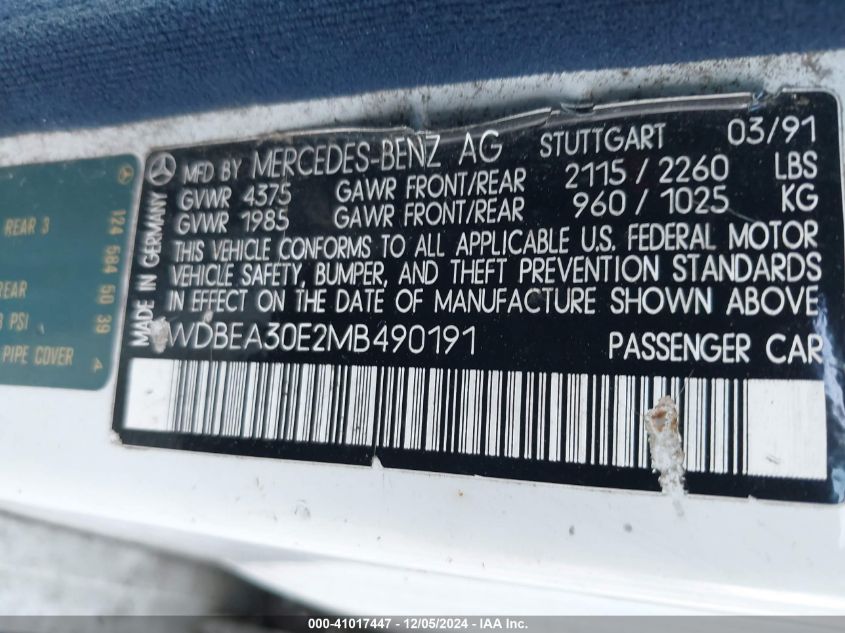 MFD BY MERCEDES-BENZ AG STUTTGART 03/91
GVWR 4375 GAWR FRONT/REAR 2115/2260 LBS
GVWR 1985 GAWR FRONT/REAR 960/1025 KG
THIS VEHICLE CONFORMS TO ALL APPLICABLE U.S. FEDERAL MOTOR
VEHICLE SAFETY, BUMPER, AND THEFT PREVENTION STANDARDS
IN EFFECT ON THE DATE OF MANUFACTURE SHOWN ABOVE
WDBEA30E2MB490191 PASSENGER CAR
MADE IN GERMANY
REAR 3
REAR
PSI
PIPE COVER
124 584 50 39
000-41017447 - 12/05/2024 - IAA Inc.